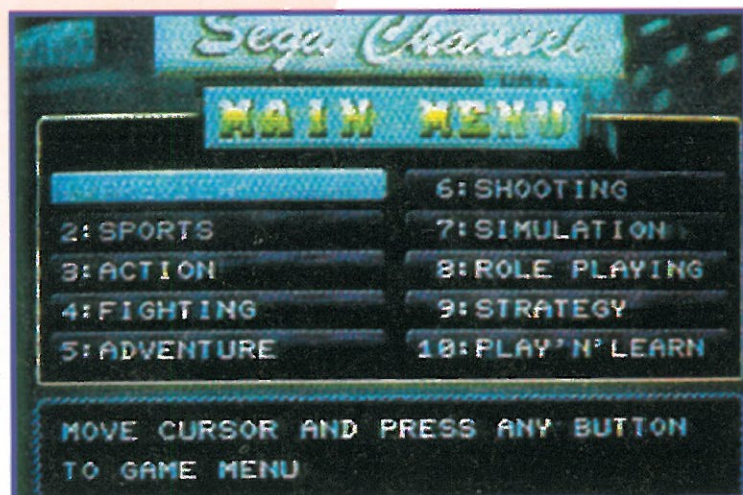 Sega Channel
MAIN MENU
2:SPORTS
3:ACTION
4:FIGHTING
5:ADVENTURE
6:SHOOTING
7:SIMULATION
8:ROLE PLAYING
9:STRATEGY
10:PLAY'N'LEARN
MOVE CURSOR AND PRESS ANY BUTTON
TO GAME MENU